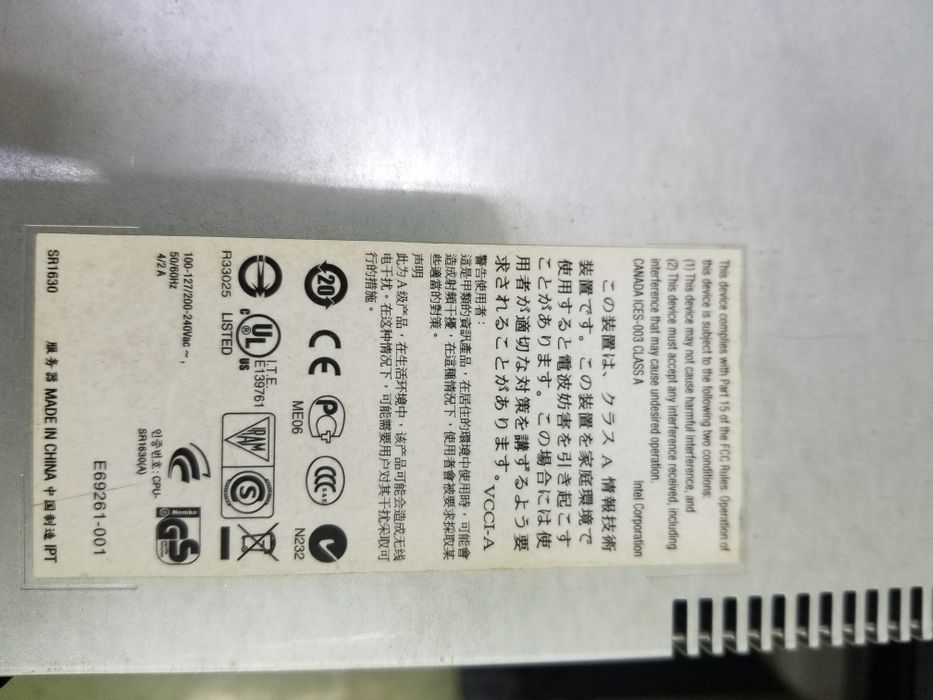 This device complies with Part 15 of the FCC Rules. Operation of
this device is subject to the following two conditions:
(1) This device may not cause harmful interference, and
(2) This device must accept any interference received, including
interference that may cause undesired operation.
CANADA ICES-003 CLASS A Intel Corporation
この装置は、クラス A 情報技術
装置です。この装置を家庭環境で
使用すると電波妨害を引き起こす
ことがあります。この場合には使
用者が適切な対策を講ずるよう要
求されることがあります。VCCI-A
警告使用者：
這是甲類的資訊產品，在居住的環境中使用時，可能會
造成射頻干擾，在這種情況下，使用者會被要求採取某
些適當的對策。
声明
此为 A 级产品，在生活环境中，该产品可能会造成无线
电干扰。在这种情况下，可能需要用户对其干扰采取可
行的措施。
20 CE PG CCC S&E
ME06 N232
c UL US ®
I.T.E.
E139761
R33025 LISTED
S
100-127/200-240Vac ~,
50/60Hz
4/2 A
인증번호: CPU-
SR1630(A)
Nemko
GS
E69261-001
SR1630 服务器 MADE IN CHINA 中国制造 IPT